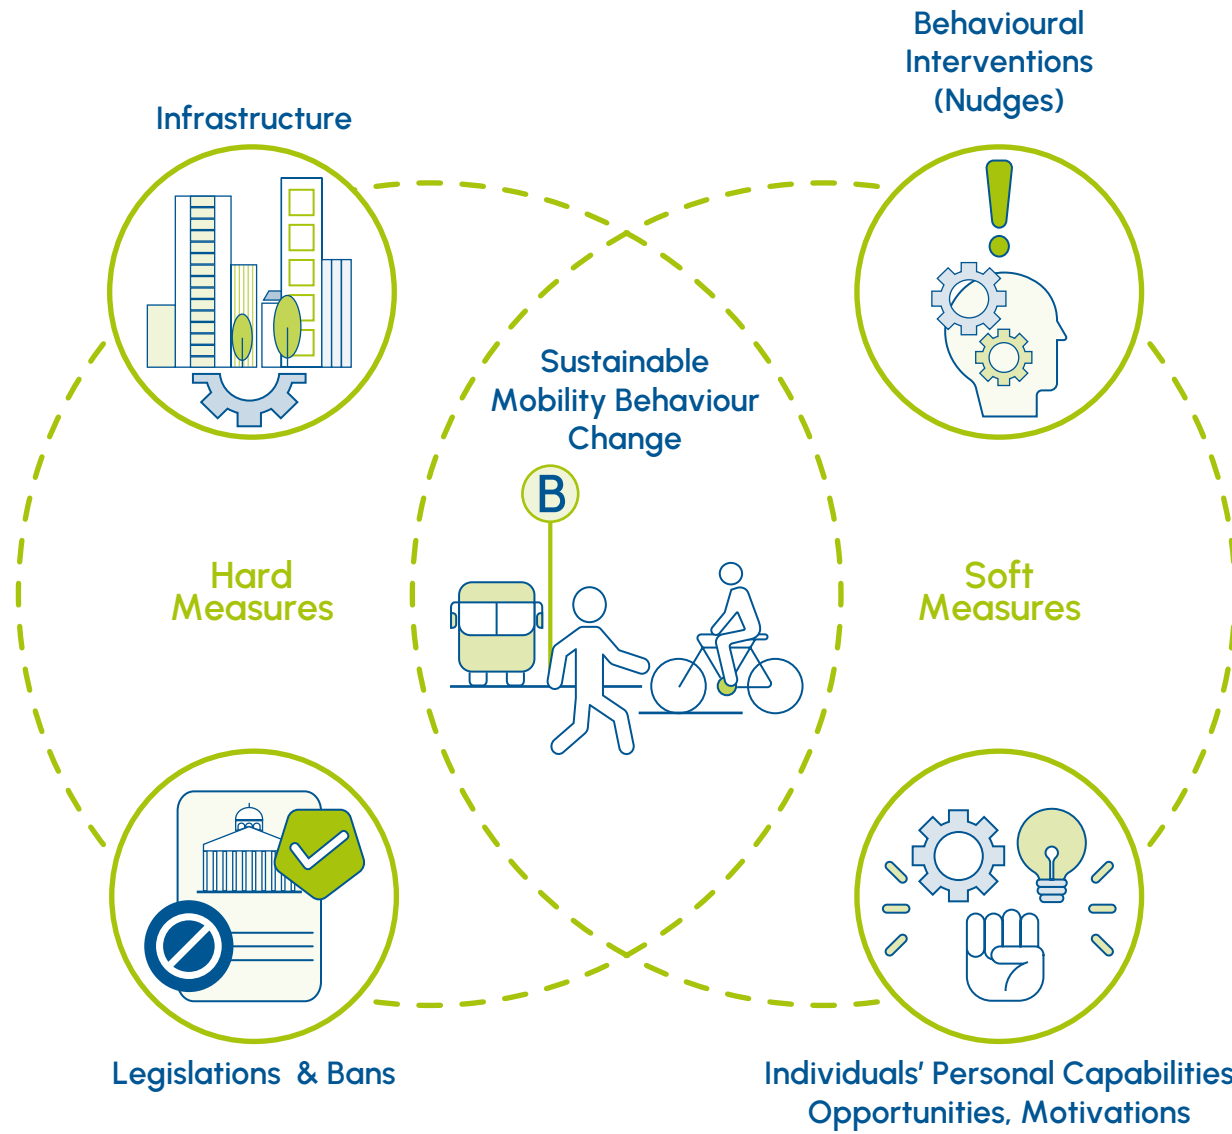 Behavioural
Interventions
(Nudges)
Infrastructure
Sustainable
Mobility Behaviour
Change
B
Hard
Measures
Soft
Measures
Legislations & Bans
Individuals’ Personal Capabilities
Opportunities, Motivations